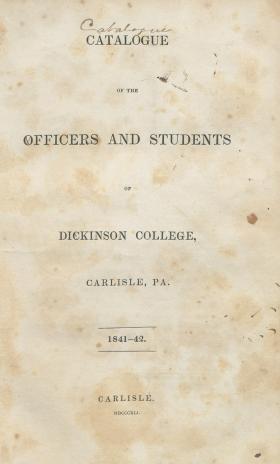 Catalogue
CATALOGUE
OF THE
OFFICERS AND STUDENTS
OF
DICKINSON COLLEGE,
CARLISLE, PA.
1841-42.
CARLISLE.
MDCCCXLI.